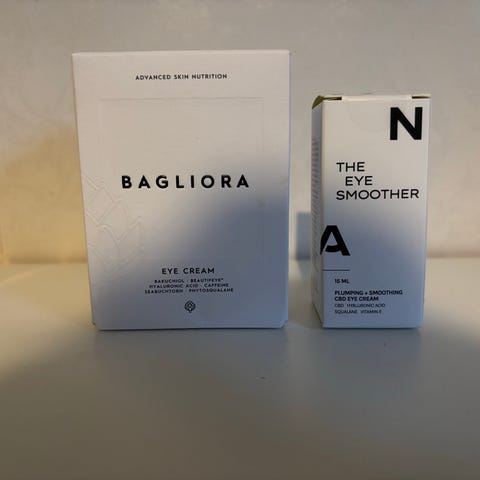 ADVANCED SKIN NUTRITION
BAGLIORA
EYE CREAM
BAKUCHIOL · BEAUTIFEYE®
HYALURONIC ACID · CAFFEINE
SEABUCHTORN · PHYTOSQUALANE
N
THE
EYE
SMOOTHER
A
15 ML
PLUMPING + SMOOTHING
CBD EYE CREAM
CBD HYALURONIC ACID
SQUALANE VITAMIN E